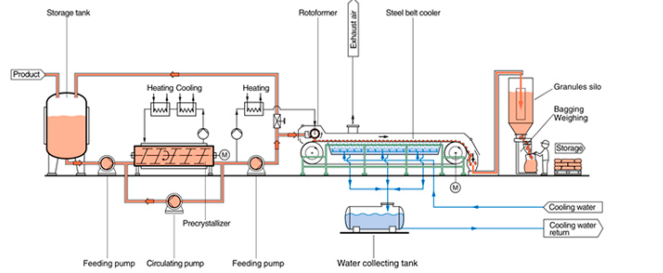 Storage tank
Rotoformer
Steel belt cooler
Exhaust air
Product
Heating Cooling
Heating
Granules silo
Bagging
Weighing
Storage
M
M
Precrystallizer
Cooling water
Cooling water
return
Feeding pump
Circulating pump
Feeding pump
Water collecting tank